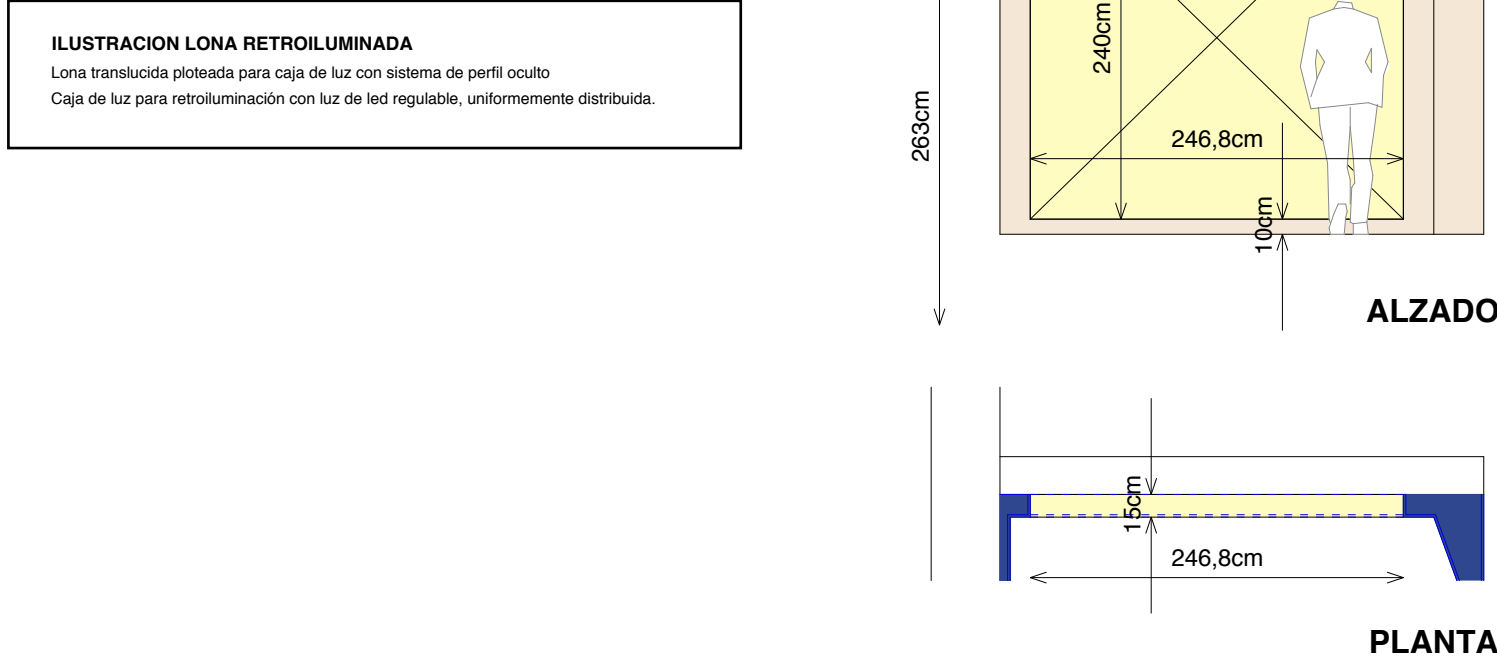 ILUSTRACION LONA RETROILUMINADA
Lona translucida ploteada para caja de luz con sistema de perfil oculto
Caja de luz para retroiluminación con luz de led regulable, uniformemente distribuida.
240cm
263cm
246,8cm
10cm
ALZADO
15cm
246,8cm
PLANTA